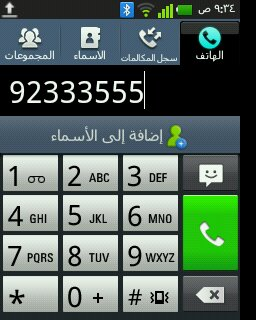 ٩:٣٤ ص
الهاتف سجل المكالمات الأسماء المجموعات
92333555
إضافة إلى الأسماء
1 2 ABC 3 DEF
4 GHI 5 JKL 6 MNO
7 PQRS 8 TUV 9 WXYZ
* 0 + #